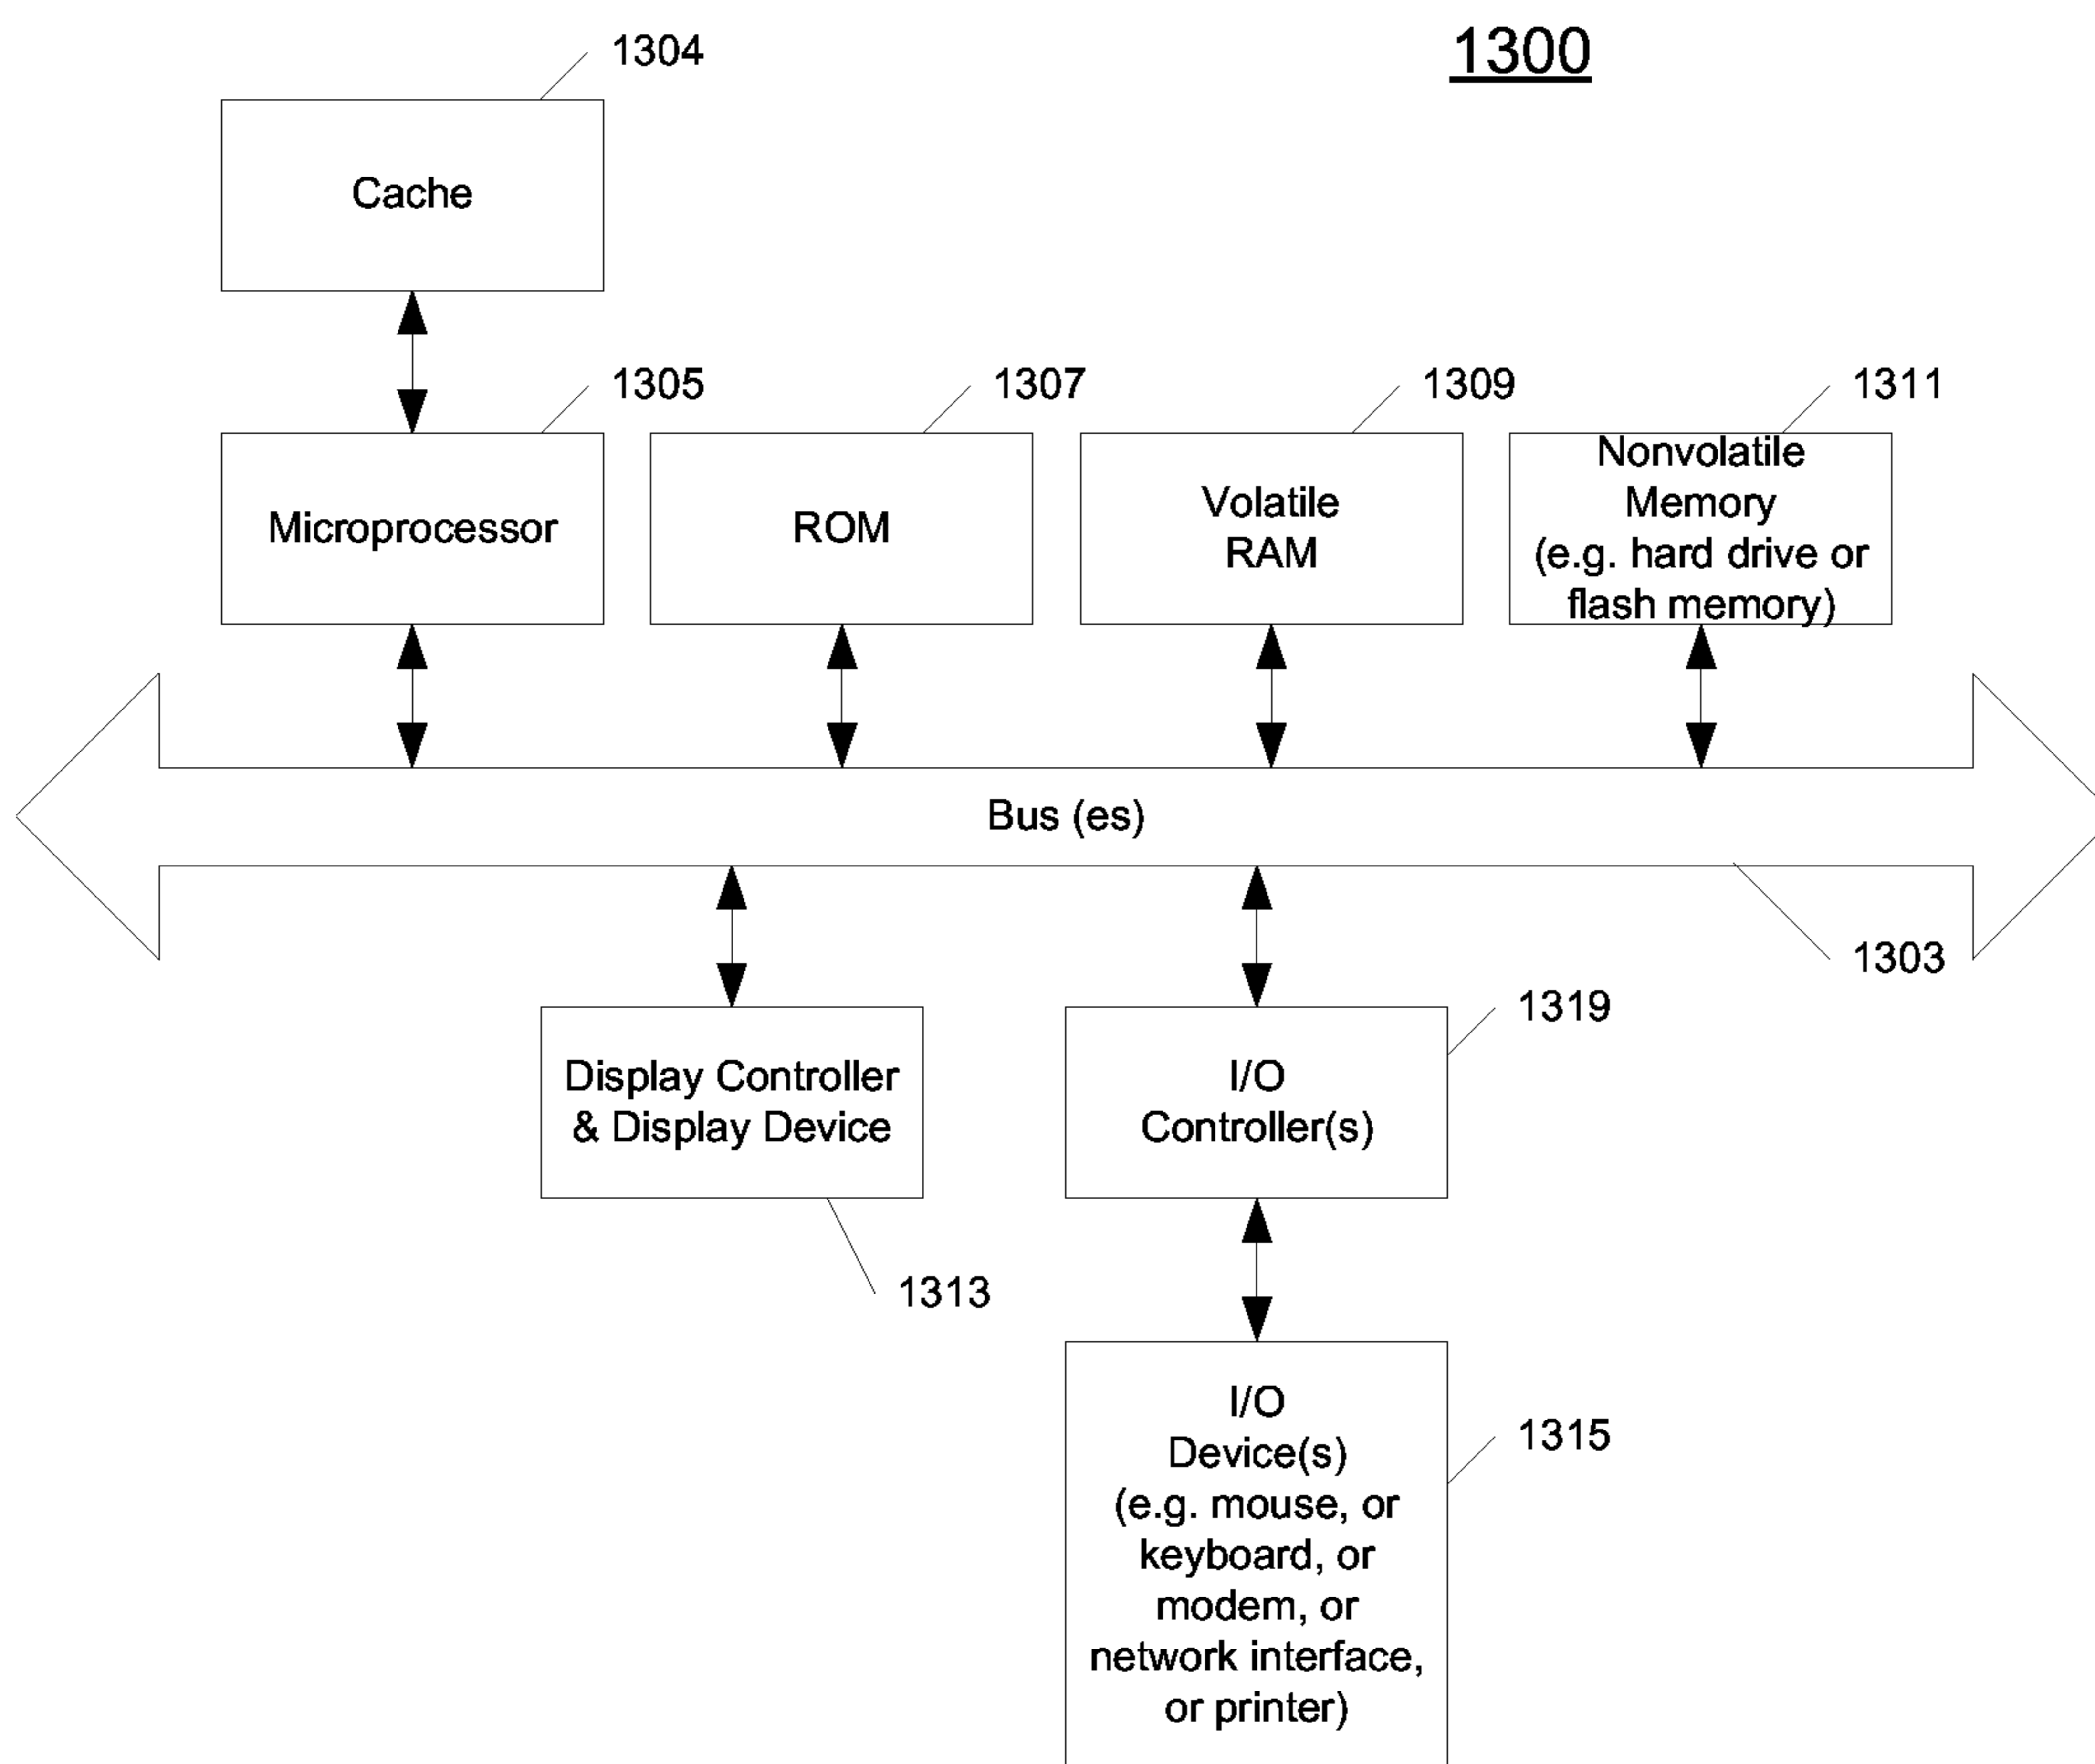 1300
1304
Cache
1305
1307
1309
1311
Microprocessor
ROM
Volatile
RAM
Nonvolatile
Memory
(e.g. hard drive or
flash memory)
Bus (es)
1303
Display Controller
& Display Device
1313
1319
I/O
Controller(s)
1315
I/O
Device(s)
(e.g. mouse, or
keyboard, or
modem, or
network interface,
or printer)